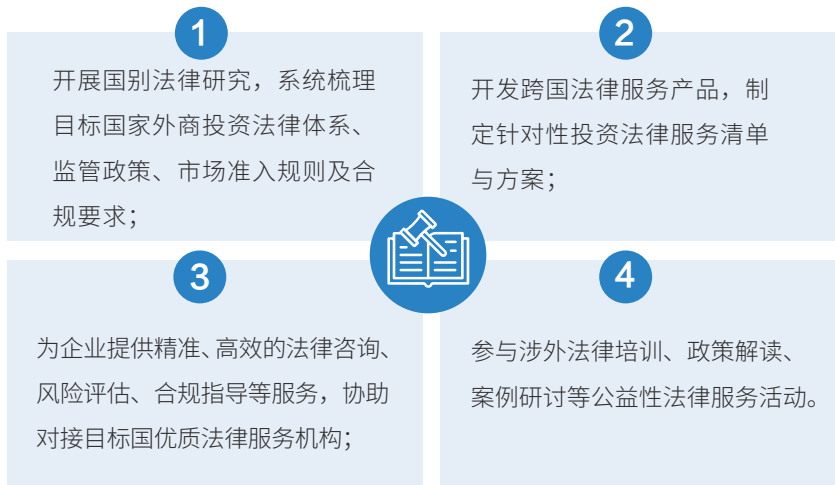 1
开展国别法律研究，系统梳理
目标国家外商投资法律体系、
监管政策、市场准入规则及合
规要求；
2
开发跨国法律服务产品，制
定针对性投资法律服务清单
与方案；
3
为企业提供精准、高效的法律咨询、
风险评估、合规指导等服务，协助
对接目标国优质法律服务机构；
4
参与涉外法律培训、政策解读、
案例研讨等公益性法律服务活动。